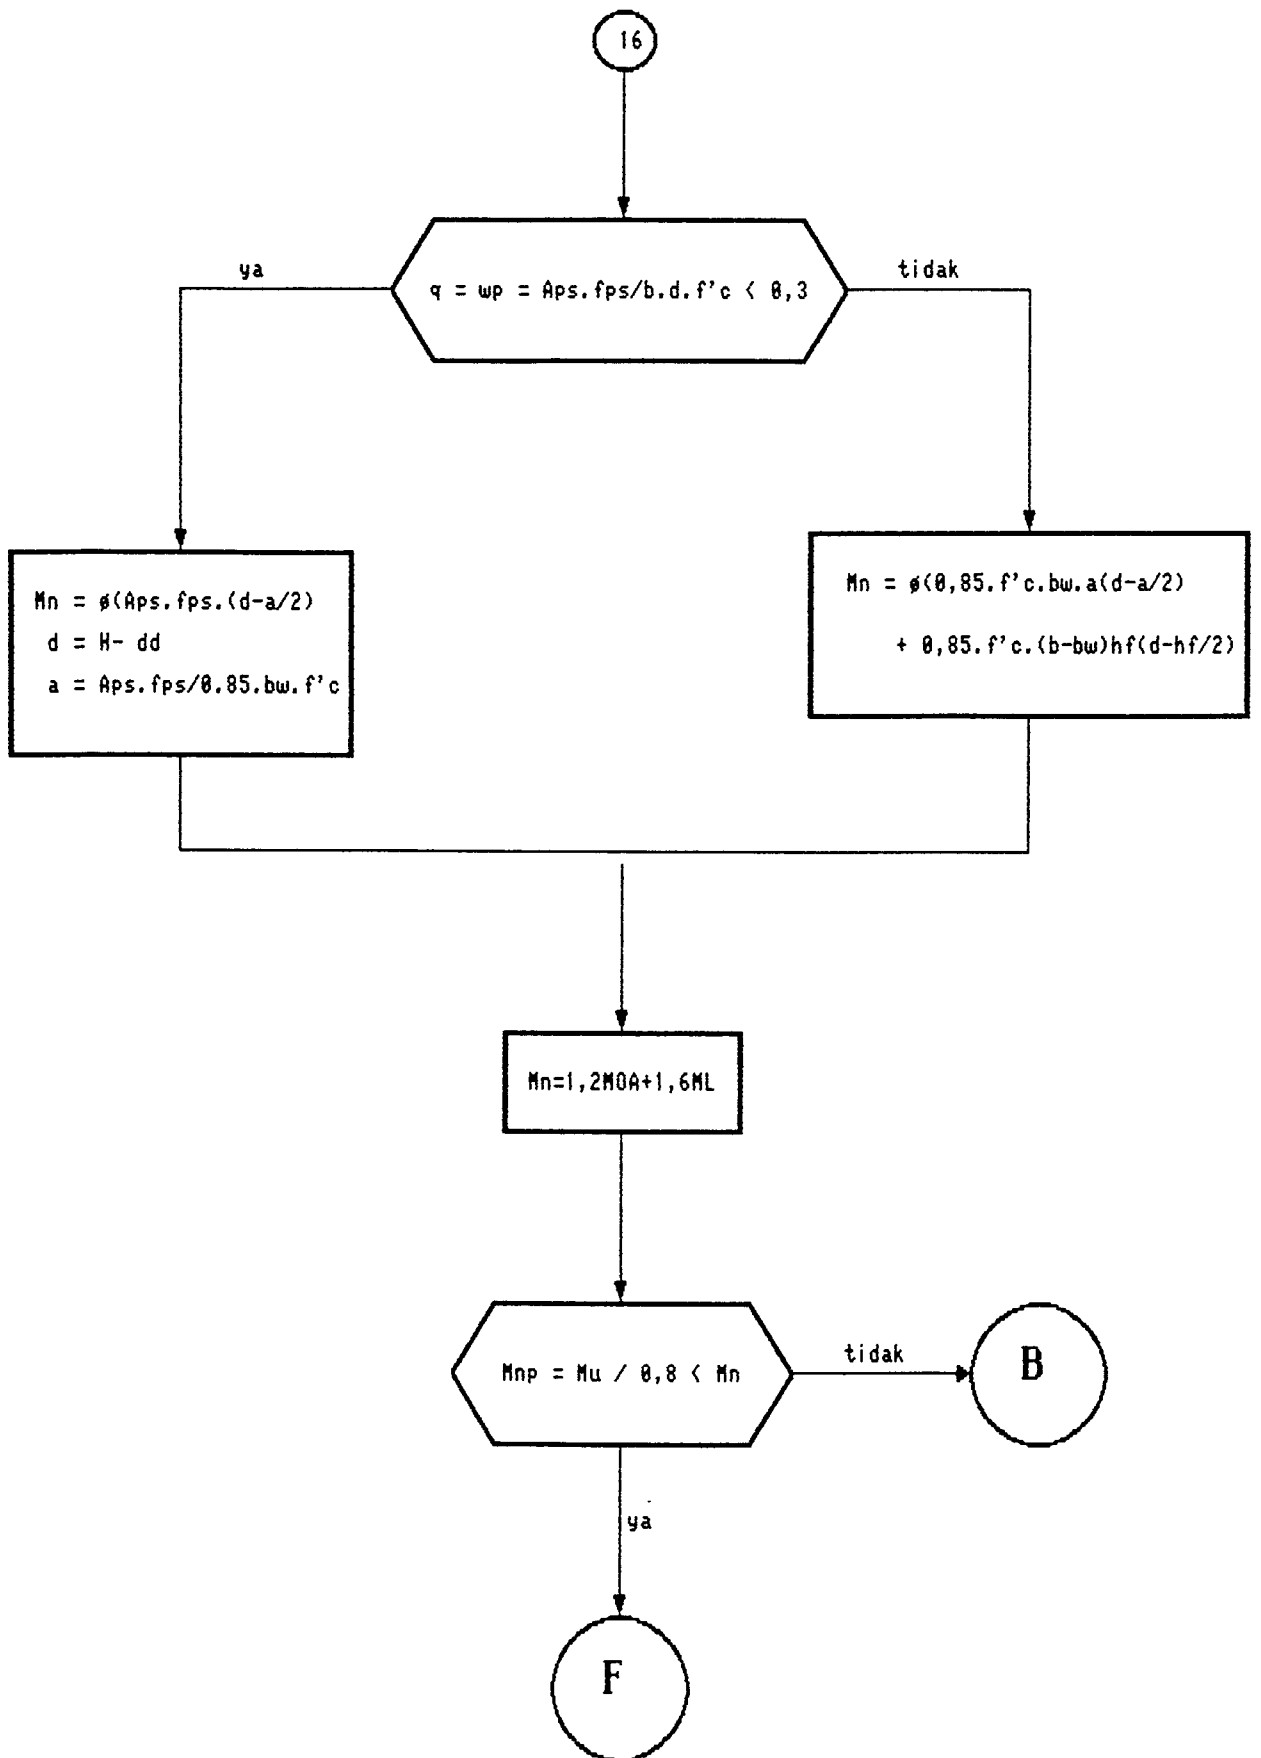 16
q = wp = Aps.fps/b.d.f'c < 0,3
ya
tidak
Mn = ø(Aps.fps.(d-a/2)
d = H- dd
a = Aps.fps/0.85.bw.f'c
Mn = ø(0,85.f'c.bw.a(d-a/2)
+ 0,85.f'c.(b-bw)hf(d-hf/2)
Mn=1,2MOA+1,6ML
Mnp = Mu / 0,8 < Mn
tidak
B
ya
F